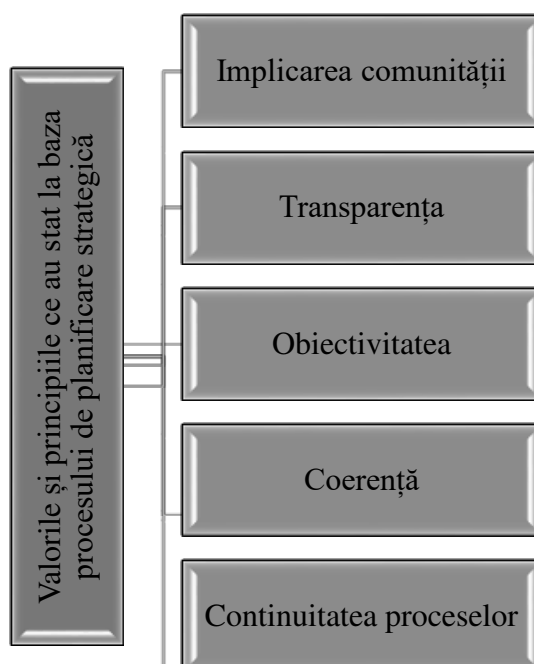 Valorile și principiile ce au stat la baza
procesului de planificare strategică
Implicarea comunității
Transparența
Obiectivitatea
Coerență
Continuitatea proceselor